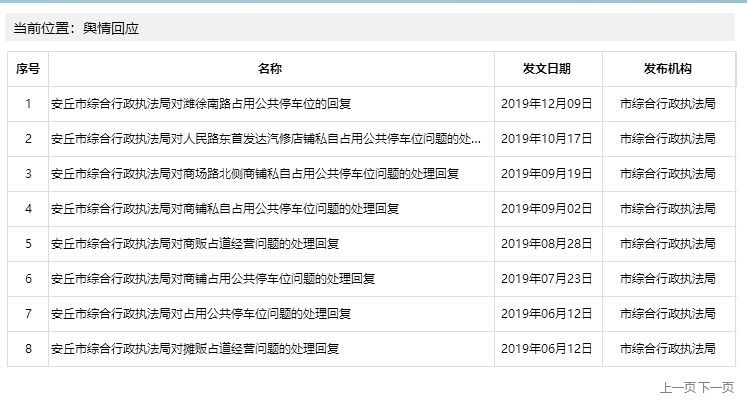 当前位置：舆情回应
序号 名称 发文日期 发布机构
1 安丘市综合行政执法局对潍徐南路占用公共停车位的回复 2019年12月09日 市综合行政执法局
2 安丘市综合行政执法局对人民路东首发达汽修店铺私自占用公共停车位问题的处... 2019年10月17日 市综合行政执法局
3 安丘市综合行政执法局对商场路北侧商铺私自占用公共停车位问题的处理回复 2019年09月19日 市综合行政执法局
4 安丘市综合行政执法局对商铺私自占用公共停车位问题的处理回复 2019年09月02日 市综合行政执法局
5 安丘市综合行政执法局对商贩占道经营问题的处理回复 2019年08月28日 市综合行政执法局
6 安丘市综合行政执法局对商铺占用公共停车位问题的处理回复 2019年07月23日 市综合行政执法局
7 安丘市综合行政执法局对占用公共停车位问题的处理回复 2019年06月12日 市综合行政执法局
8 安丘市综合行政执法局对摊贩占道经营问题的处理回复 2019年06月12日 市综合行政执法局
上一页 下一页